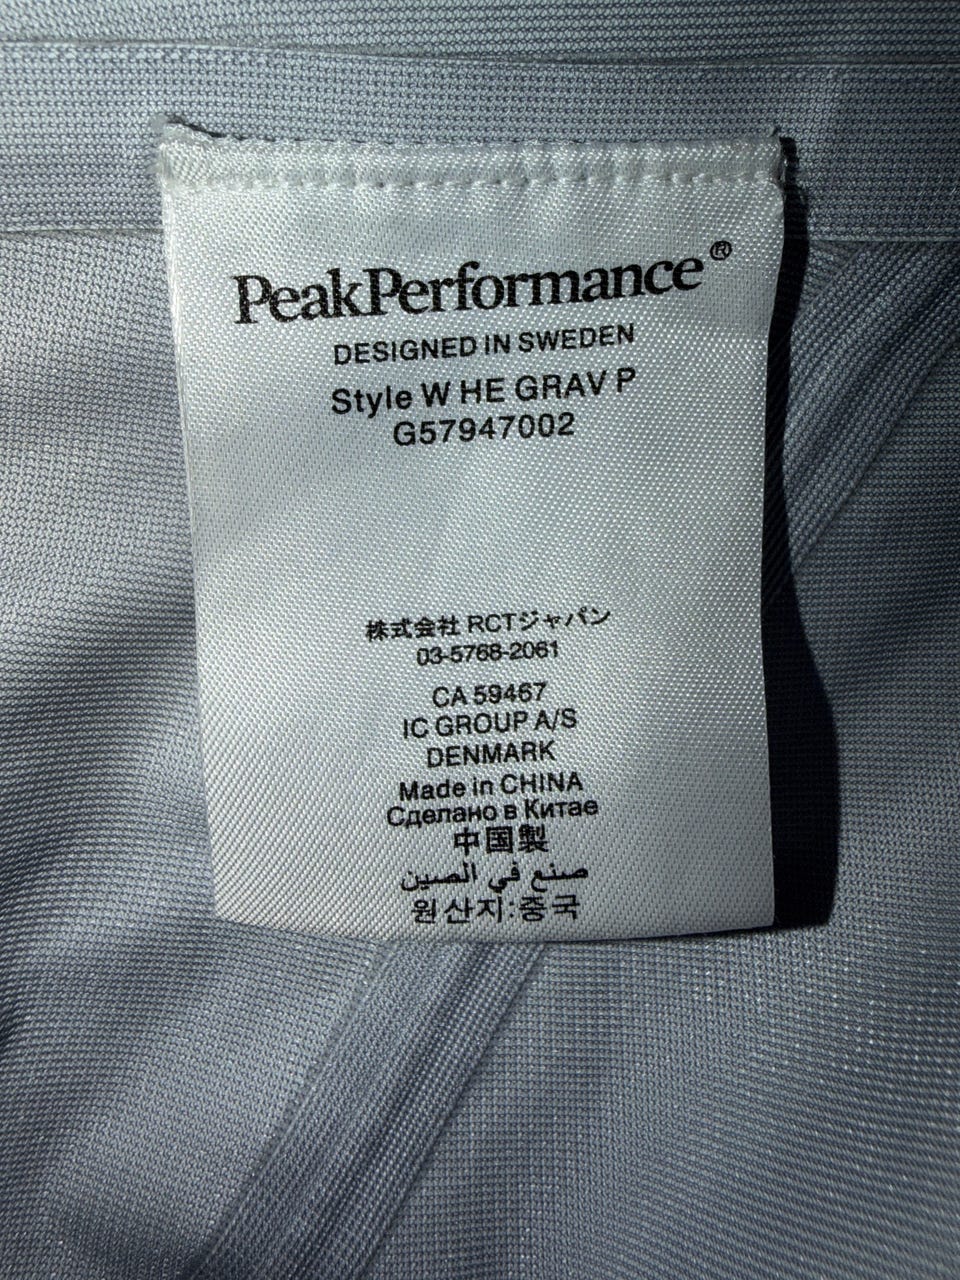 PeakPerformance®
DESIGNED IN SWEDEN
Style W HE GRAV P
G57947002
株式会社 RCTジャパン
03-5768-2061
CA 59467
IC GROUP A/S
DENMARK
Made in CHINA
Сделано в Китае
中国製
صنع في الصين
원산지:중국